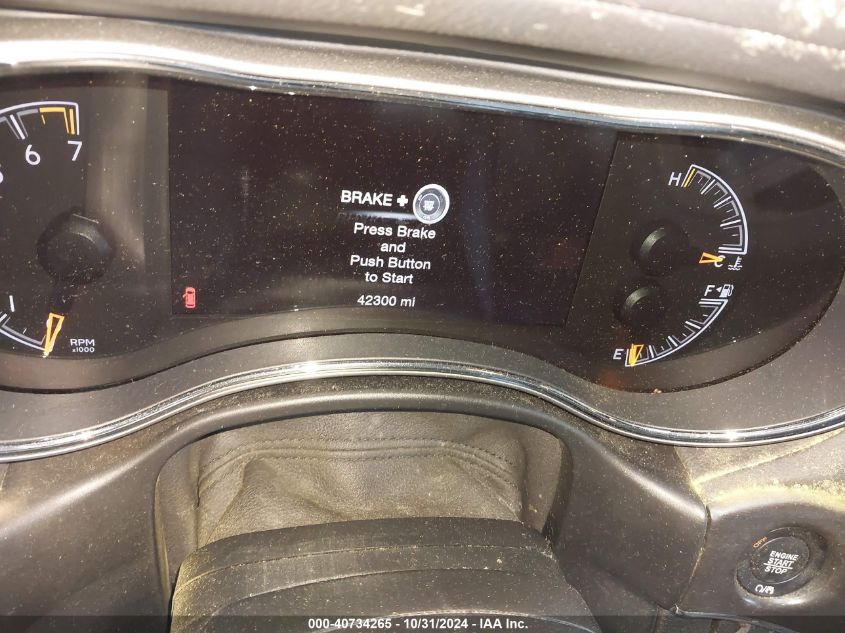 6 7
1
RPM
x1000
BRAKE +
Press Brake
and
Push Button
to Start
42300 mi
H
C
F
E
OFF
ENGINE
START
STOP
000-40734265 - 10/31/2024 - IAA Inc.